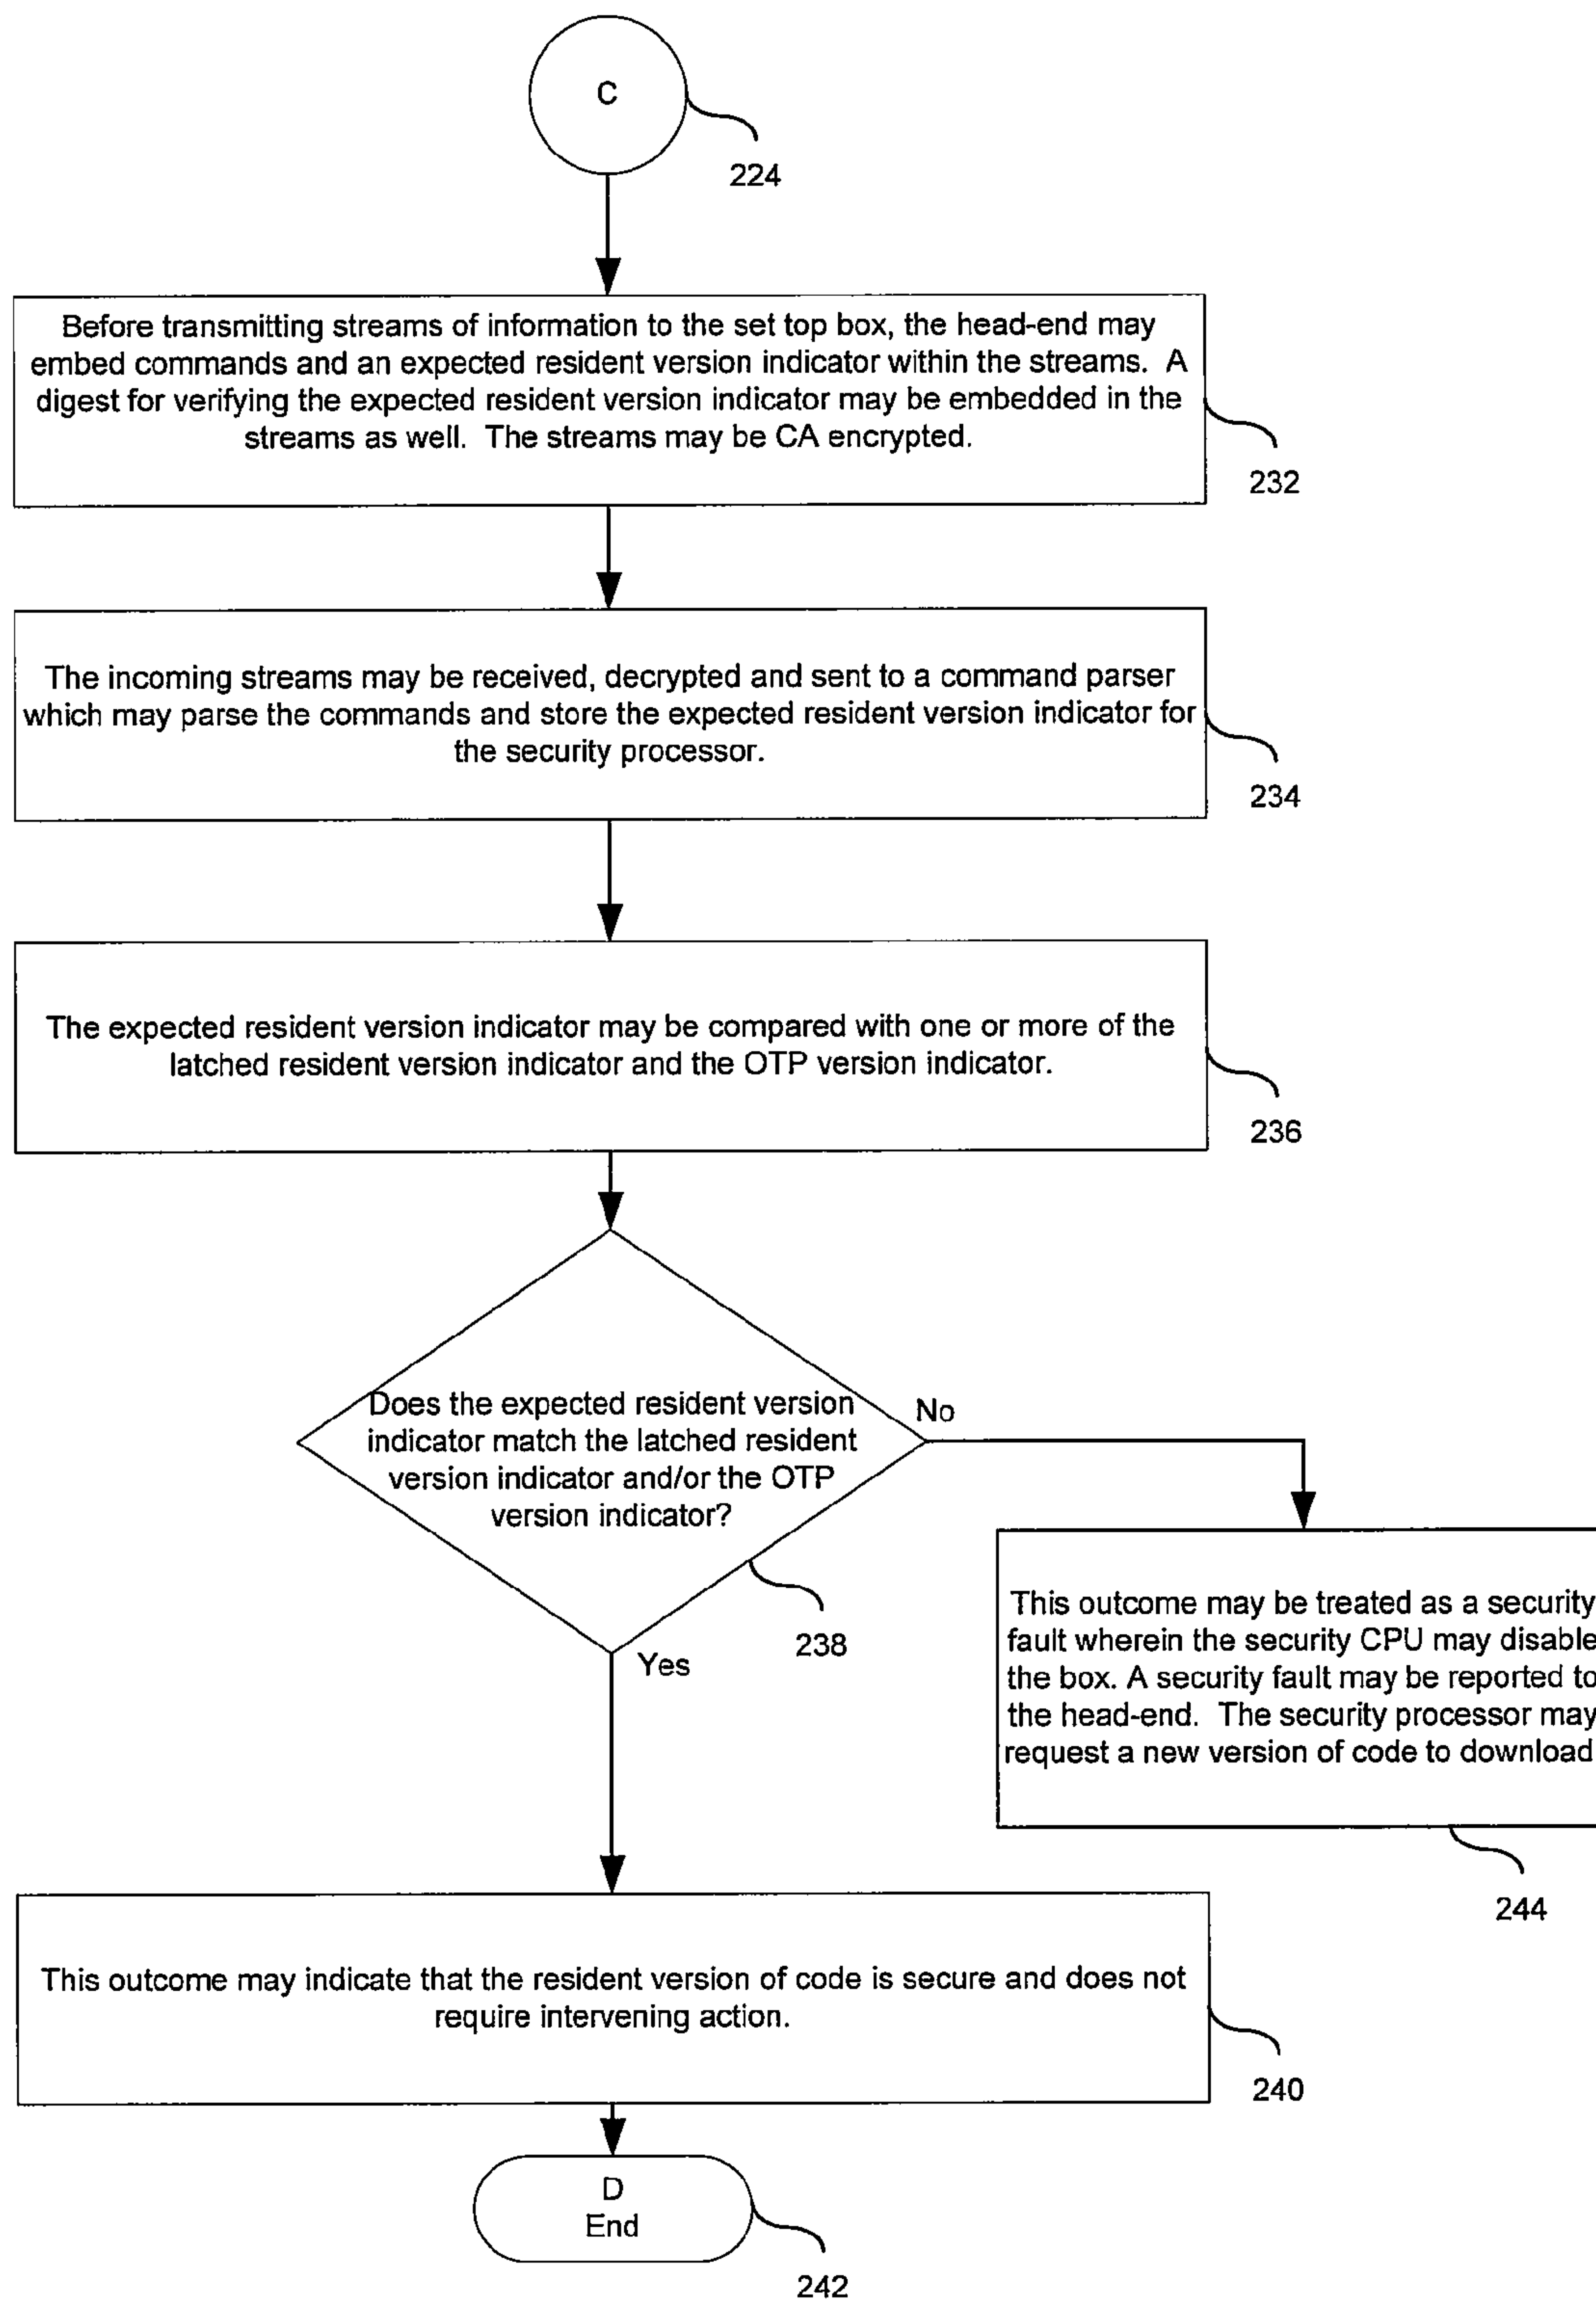 C
224
Before transmitting streams of information to the set top box, the head-end may
embed commands and an expected resident version indicator within the streams. A
digest for verifying the expected resident version indicator may be embedded in the
streams as well. The streams may be CA encrypted.
232
The incoming streams may be received, decrypted and sent to a command parser
which may parse the commands and store the expected resident version indicator for
the security processor.
234
The expected resident version indicator may be compared with one or more of the
latched resident version indicator and the OTP version indicator.
236
Does the expected resident version
indicator match the latched resident
version indicator and/or the OTP
version indicator?
No
238
Yes
This outcome may be treated as a security
fault wherein the security CPU may disable
the box. A security fault may be reported to
the head-end. The security processor may
request a new version of code to download
244
This outcome may indicate that the resident version of code is secure and does not
require intervening action.
240
D
End
242